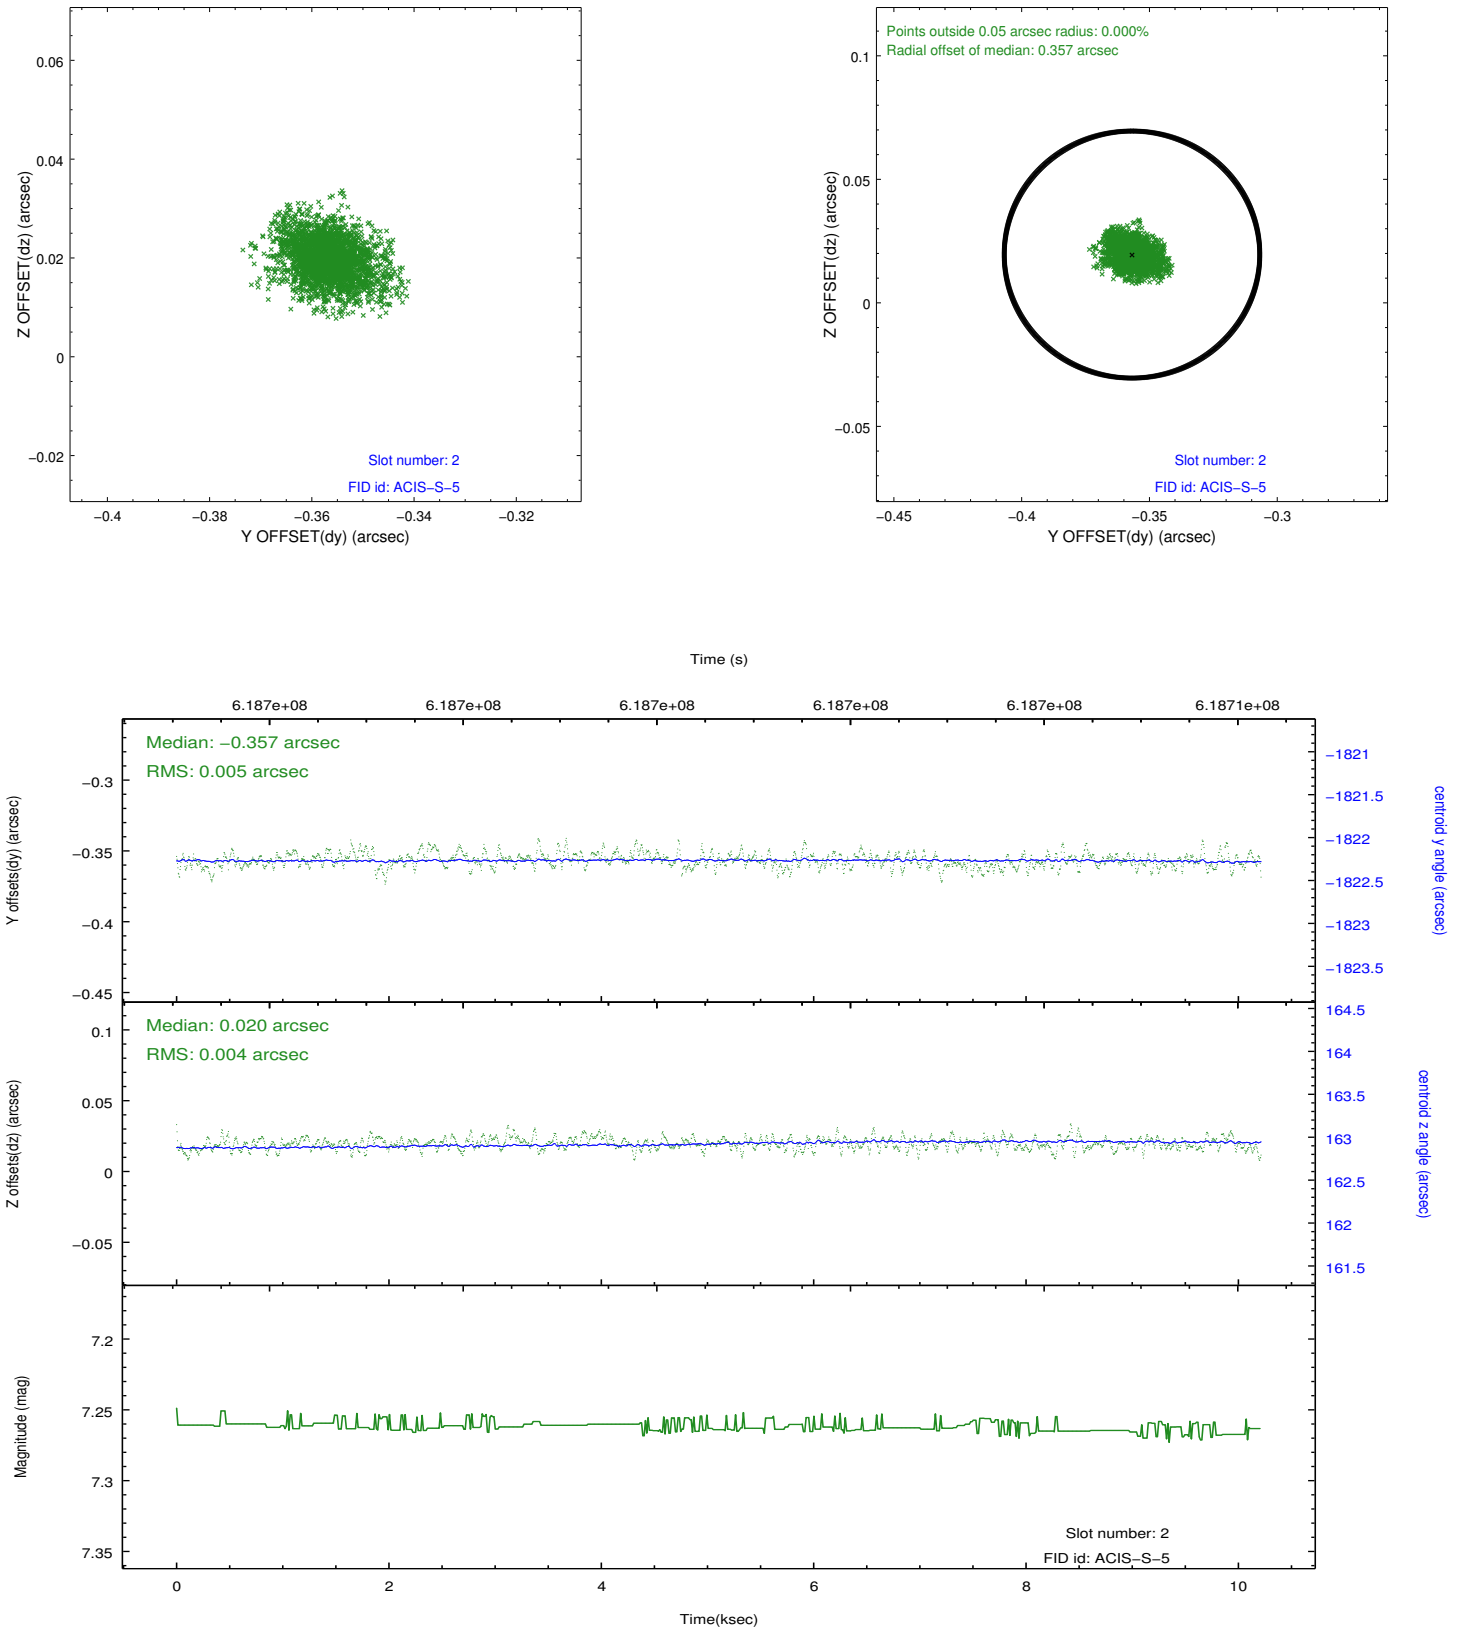 0.06
0.04
0.02
0
−0.02
Z OFFSET(dz) (arcsec)
Slot number: 2
FID id: ACIS−S−5
−0.4
−0.38
−0.36
−0.34
−0.32
Y OFFSET(dy) (arcsec)
Points outside 0.05 arcsec radius: 0.000%
Radial offset of median: 0.357 arcsec
0.1
0.05
0
−0.05
Z OFFSET(dz) (arcsec)
Slot number: 2
FID id: ACIS−S−5
−0.45
−0.4
−0.35
−0.3
Y OFFSET(dy) (arcsec)
Time (s)
6.187e+08
6.187e+08
6.187e+08
6.187e+08
6.187e+08
6.1871e+08
Median: −0.357 arcsec
RMS: 0.005 arcsec
−0.3
−0.35
−0.4
−0.45
Y offsets(dy) (arcsec)
−1821
−1821.5
−1822
−1822.5
−1823
−1823.5
centroid y angle (arcsec)
Median: 0.020 arcsec
RMS: 0.004 arcsec
0.1
0.05
0
−0.05
Z offsets(dz) (arcsec)
164.5
164
163.5
163
162.5
162
161.5
centroid z angle (arcsec)
7.2
7.25
7.3
7.35
Magnitude (mag)
Slot number: 2
FID id: ACIS−S−5
0
2
4
6
8
10
Time(ksec)